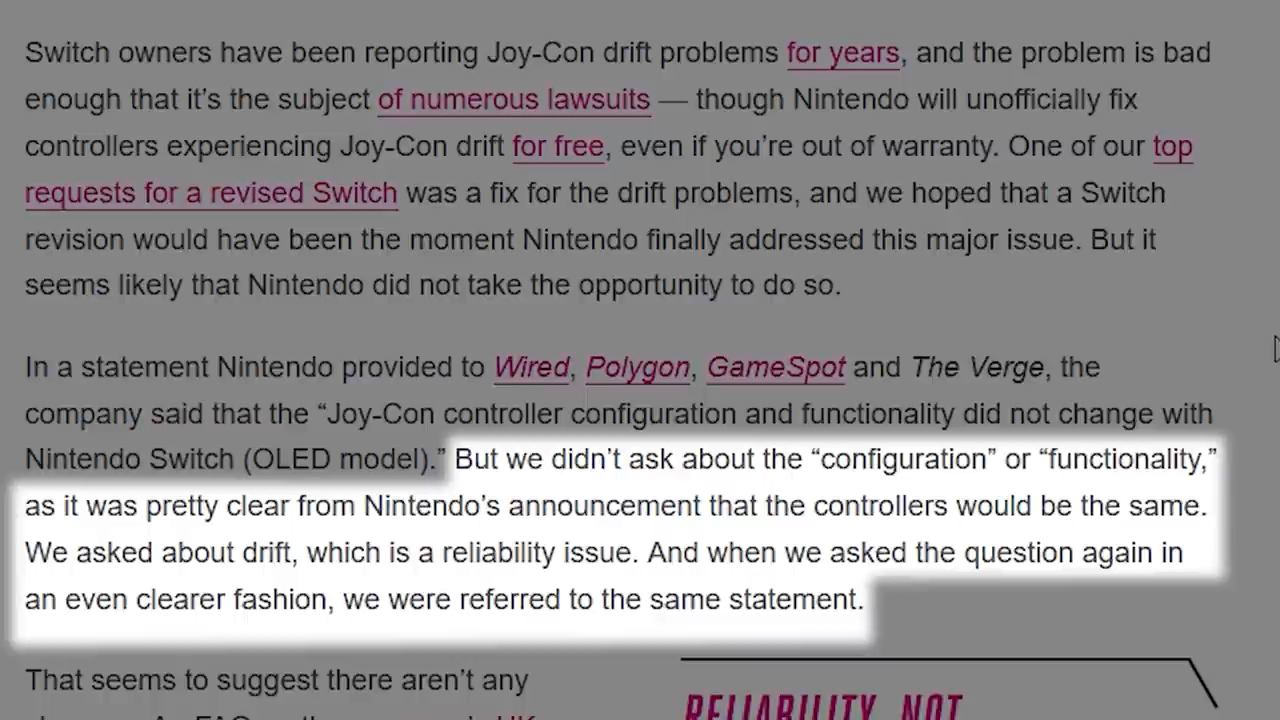 Switch owners have been reporting Joy-Con drift problems for years, and the problem is bad
enough that it’s the subject of numerous lawsuits — though Nintendo will unofficially fix
controllers experiencing Joy-Con drift for free, even if you’re out of warranty. One of our top
requests for a revised Switch was a fix for the drift problems, and we hoped that a Switch
revision would have been the moment Nintendo finally addressed this major issue. But it
seems likely that Nintendo did not take the opportunity to do so.
In a statement Nintendo provided to Wired, Polygon, GameSpot and The Verge, the
company said that the “Joy-Con controller configuration and functionality did not change with
Nintendo Switch (OLED model).” But we didn’t ask about the “configuration” or “functionality,”
as it was pretty clear from Nintendo’s announcement that the controllers would be the same.
We asked about drift, which is a reliability issue. And when we asked the question again in
an even clearer fashion, we were referred to the same statement.
That seems to suggest there aren’t any
RELIABILITY, NOT